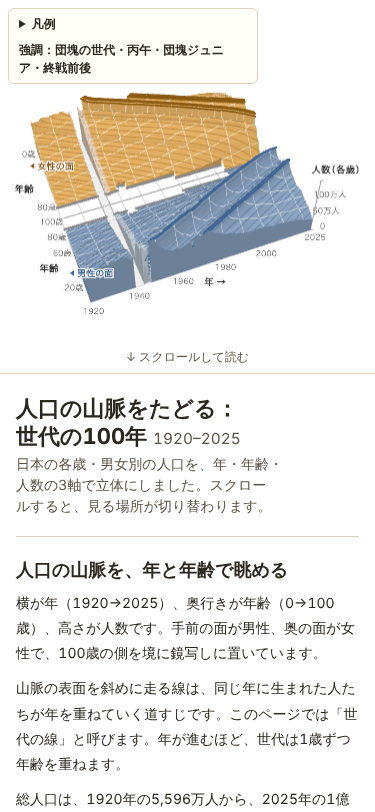 ▶ 凡例
強調：団塊の世代・丙午・団塊ジュニ
ア・終戦前後
0歳
◀ 女性の面
年齢
80歳
100歳
80歳
60歳
年齢
◀ 男性の面
20歳
1920
1940
1960
1980
2000
2025
年 →
人数（各歳）
100万人
50万人
0
↓ スクロールして読む
人口の山脈をたどる：
世代の100年 1920–2025
日本の各歳・男女別の人口を、年・年齢・
人数の3軸で立体にしました。スクロー
ルすると、見る場所が切り替わります。
人口の山脈を、年と年齢で眺める
横が年（1920→2025）、奥行きが年齢（0→100
歳）、高さが人数です。手前の面が男性、奥の面が女
性で、100歳の側を境に鏡写しに置いています。
山脈の表面を斜めに走る線は、同じ年に生まれた人た
ちが年を重ねていく道すじです。このページでは「世
代の線」と呼びます。年が進むほど、世代は1歳ずつ
年齢を重ねます。
総人口は、1920年の5,596万人から、2025年の1億